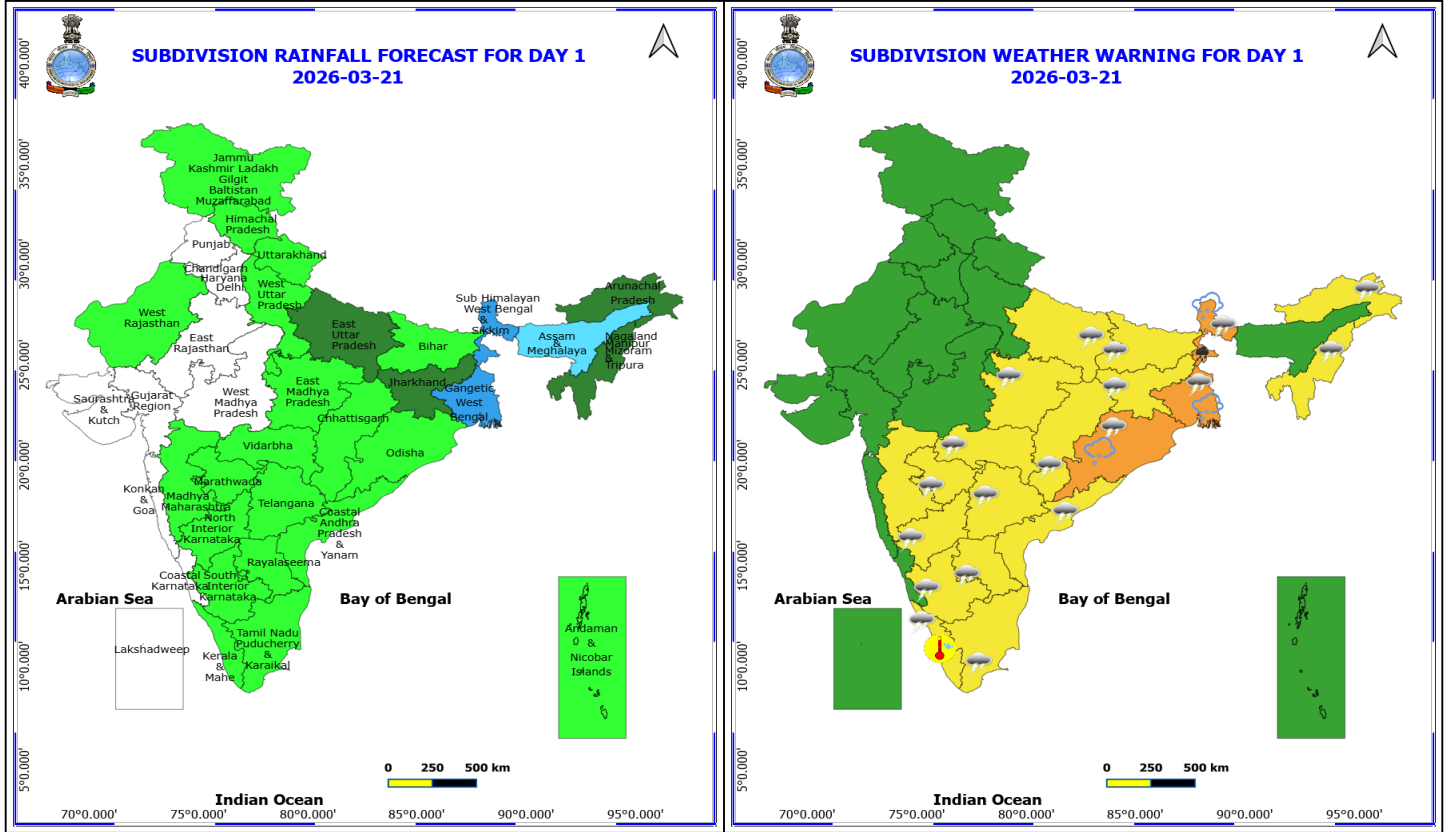 SUBDIVISION RAINFALL FORECAST FOR DAY 1
2026-03-21
40°0.000'
35°0.000'
30°0.000'
25°0.000'
20°0.000'
15°0.000'
10°0.000'
5°0.000'
Jammu
Kashmir Ladakh
Gilgit
Baltistan
Muzaffarabad
Himachal
Pradesh
Punjab
Uttarakhand
Chandigarh
Haryana
Delhi
West
Uttar
Pradesh
West
Rajasthan
East
Rajasthan
East
Uttar
Pradesh
Bihar
Sub Himalayan
West Bengal
&
Sikkim
Arunachal
Pradesh
Assam
&
Meghalaya
Nagaland
Manipur
Mizoram
&
Tripura
Saurashtra
&
Kutch
Gujarat
Region
West
Madhya
Pradesh
East
Madhya
Pradesh
Jharkhand
Gangetic
West
Bengal
Chhattisgarh
Vidarbha
Odisha
Konkan
&
Goa
Madhya
Maharashtra
Marathwada
Telangana
North
Interior
Karnataka
Coastal
Andhra
Pradesh
&
Yanam
Rayalaseema
Coastal
Karnataka
South
Interior
Karnataka
Arabian Sea
Bay of Bengal
Lakshadweep
Kerala
&
Mahe
Tamil Nadu
Puducherry
&
Karaikal
Andaman
&
Nicobar
Islands
0 250 500 km
Indian Ocean
70°0.000' 75°0.000' 80°0.000' 85°0.000' 90°0.000' 95°0.000'
SUBDIVISION WEATHER WARNING FOR DAY 1
2026-03-21
40°0.000'
35°0.000'
30°0.000'
25°0.000'
20°0.000'
15°0.000'
10°0.000'
5°0.000'
Arabian Sea
Bay of Bengal
0 250 500 km
Indian Ocean
70°0.000' 75°0.000' 80°0.000' 85°0.000' 90°0.000' 95°0.000'